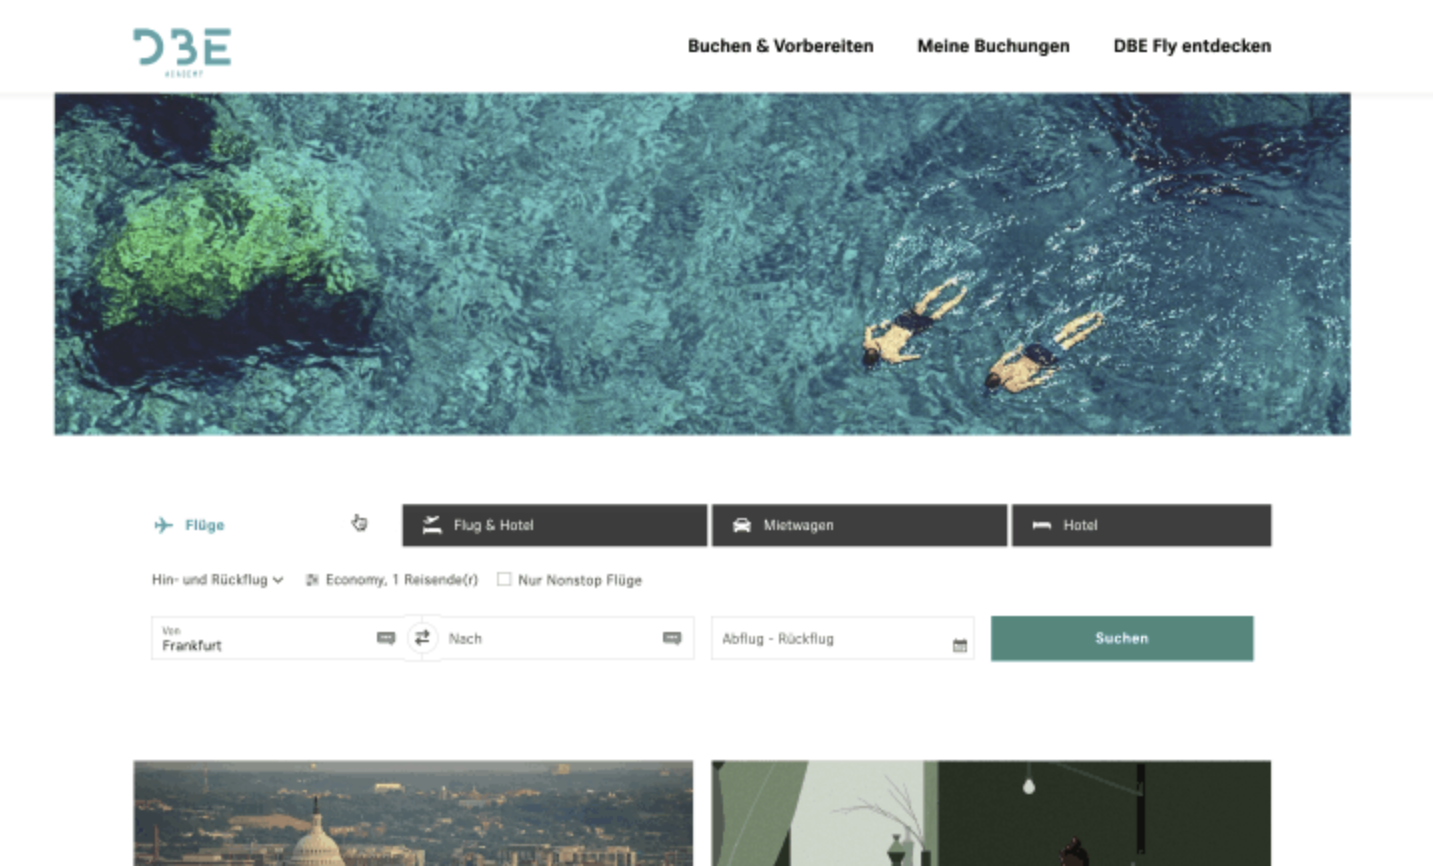 DBE
ACADEMY
Buchen & Vorbereiten Meine Buchungen DBE Fly entdecken
Flüge Flug & Hotel Mietwagen Hotel
Hin- und Rückflug Economy, 1 Reisende(r) Nur Nonstop Flüge
Von
Frankfurt Nach Abflug - Rückflug Suchen